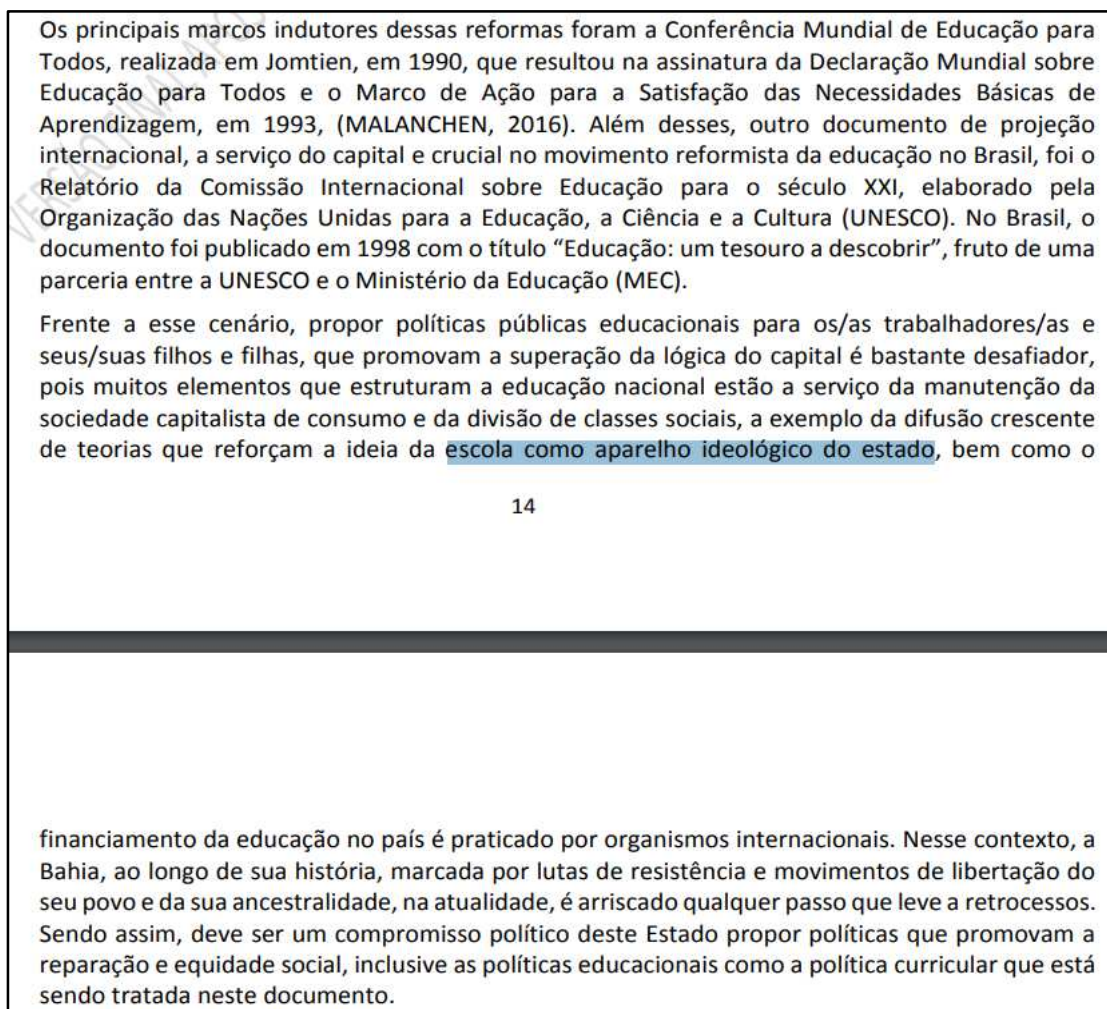 Os principais marcos indutores dessas reformas foram a Conferência Mundial de Educação para
Todos, realizada em Jomtien, em 1990, que resultou na assinatura da Declaração Mundial sobre
Educação para Todos e o Marco de Ação para a Satisfação das Necessidades Básicas de
Aprendizagem, em 1993, (MALANCHEN, 2016). Além desses, outro documento de projeção
internacional, a serviço do capital e crucial no movimento reformista da educação no Brasil, foi o
Relatório da Comissão Internacional sobre Educação para o século XXI, elaborado pela
Organização das Nações Unidas para a Educação, a Ciência e a Cultura (UNESCO). No Brasil, o
documento foi publicado em 1998 com o título “Educação: um tesouro a descobrir”, fruto de uma
parceria entre a UNESCO e o Ministério da Educação (MEC).
Frente a esse cenário, propor políticas públicas educacionais para os/as trabalhadores/as e
seus/suas filhos e filhas, que promovam a superação da lógica do capital é bastante desafiador,
pois muitos elementos que estruturam a educação nacional estão a serviço da manutenção da
sociedade capitalista de consumo e da divisão de classes sociais, a exemplo da difusão crescente
de teorias que reforçam a ideia da escola como aparelho ideológico do estado, bem como o
14
financiamento da educação no país é praticado por organismos internacionais. Nesse contexto, a
Bahia, ao longo de sua história, marcada por lutas de resistência e movimentos de libertação do
seu povo e da sua ancestralidade, na atualidade, é arriscado qualquer passo que leve a retrocessos.
Sendo assim, deve ser um compromisso político deste Estado propor políticas que promovam a
reparação e equidade social, inclusive as políticas educacionais como a política curricular que está
sendo tratada neste documento.
VERSÃO FINAL